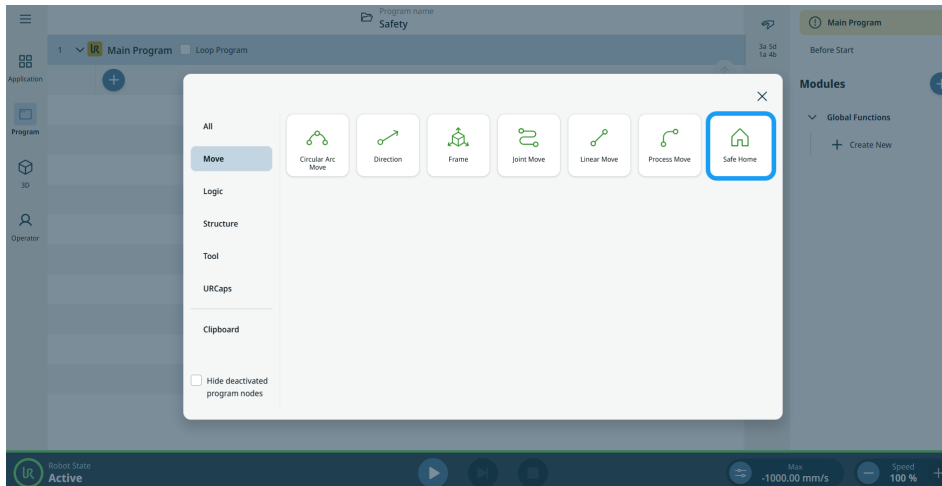 Program name
Safety
1
Main Program
Loop Program
3a 5d
1a 4b
Main Program
Before Start
Modules
Global Functions
Create New
Application
Program
3D
Operator
All
Move
Logic
Structure
Tool
URCaps
Clipboard
Hide deactivated
program nodes
Circular Arc
Move
Direction
Frame
Joint Move
Linear Move
Process Move
Safe Home
UR
Robot State
Active
Max
-1000.00 mm/s
Speed
100 %